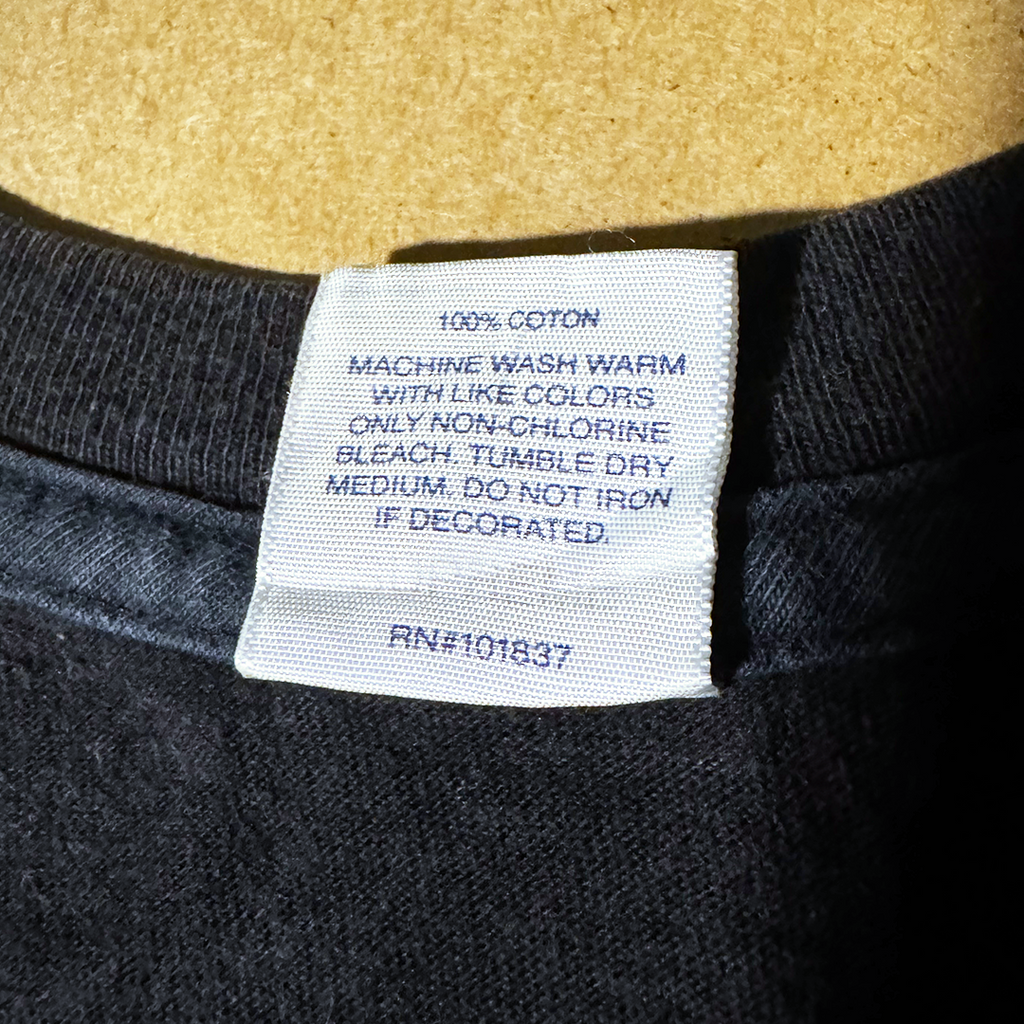 100% COTON
MACHINE WASH WARM
WITH LIKE COLORS
ONLY NON-CHLORINE
BLEACH. TUMBLE DRY
MEDIUM. DO NOT IRON
IF DECORATED.
RN#101837